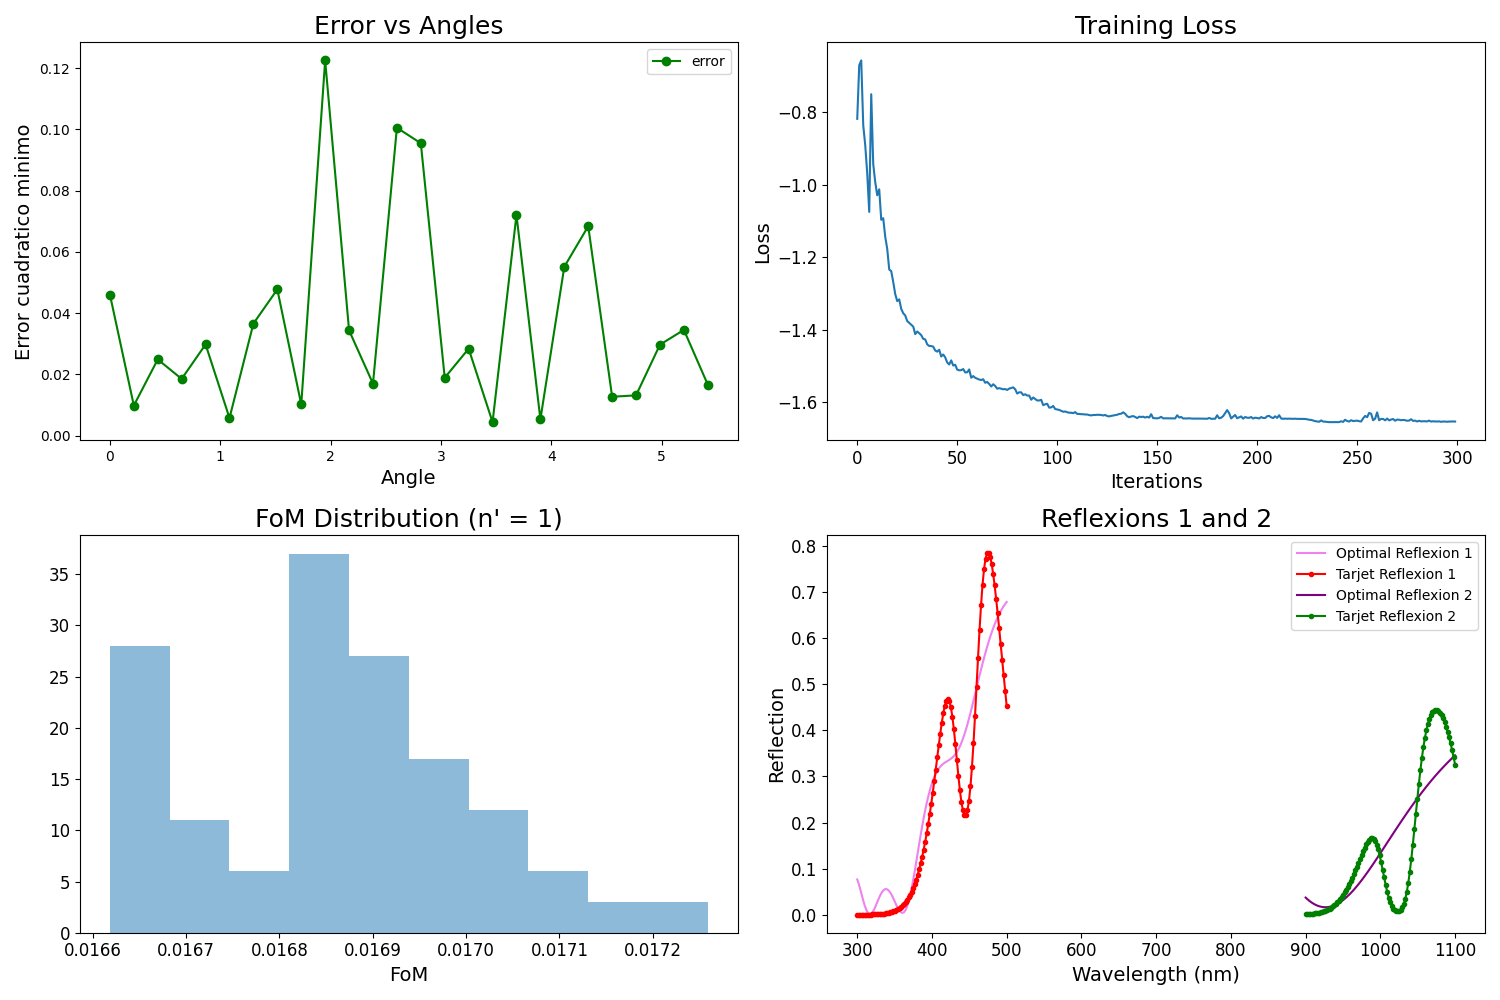 Error vs Angles
Error cuadratico minimo
0.12
0.10
0.08
0.06
0.04
0.02
0.00
error
0 1 2 3 4 5
Angle
Training Loss
Loss
−0.8
−1.0
−1.2
−1.4
−1.6
0 50 100 150 200 250 300
Iterations
FoM Distribution (n' = 1)
35
30
25
20
15
10
5
0
0.0166 0.0167 0.0168 0.0169 0.0170 0.0171 0.0172
FoM
Reflexions 1 and 2
Reflection
0.8
0.7
0.6
0.5
0.4
0.3
0.2
0.1
0.0
Optimal Reflexion 1
Tarjet Reflexion 1
Optimal Reflexion 2
Tarjet Reflexion 2
300 400 500 600 700 800 900 1000 1100
Wavelength (nm)